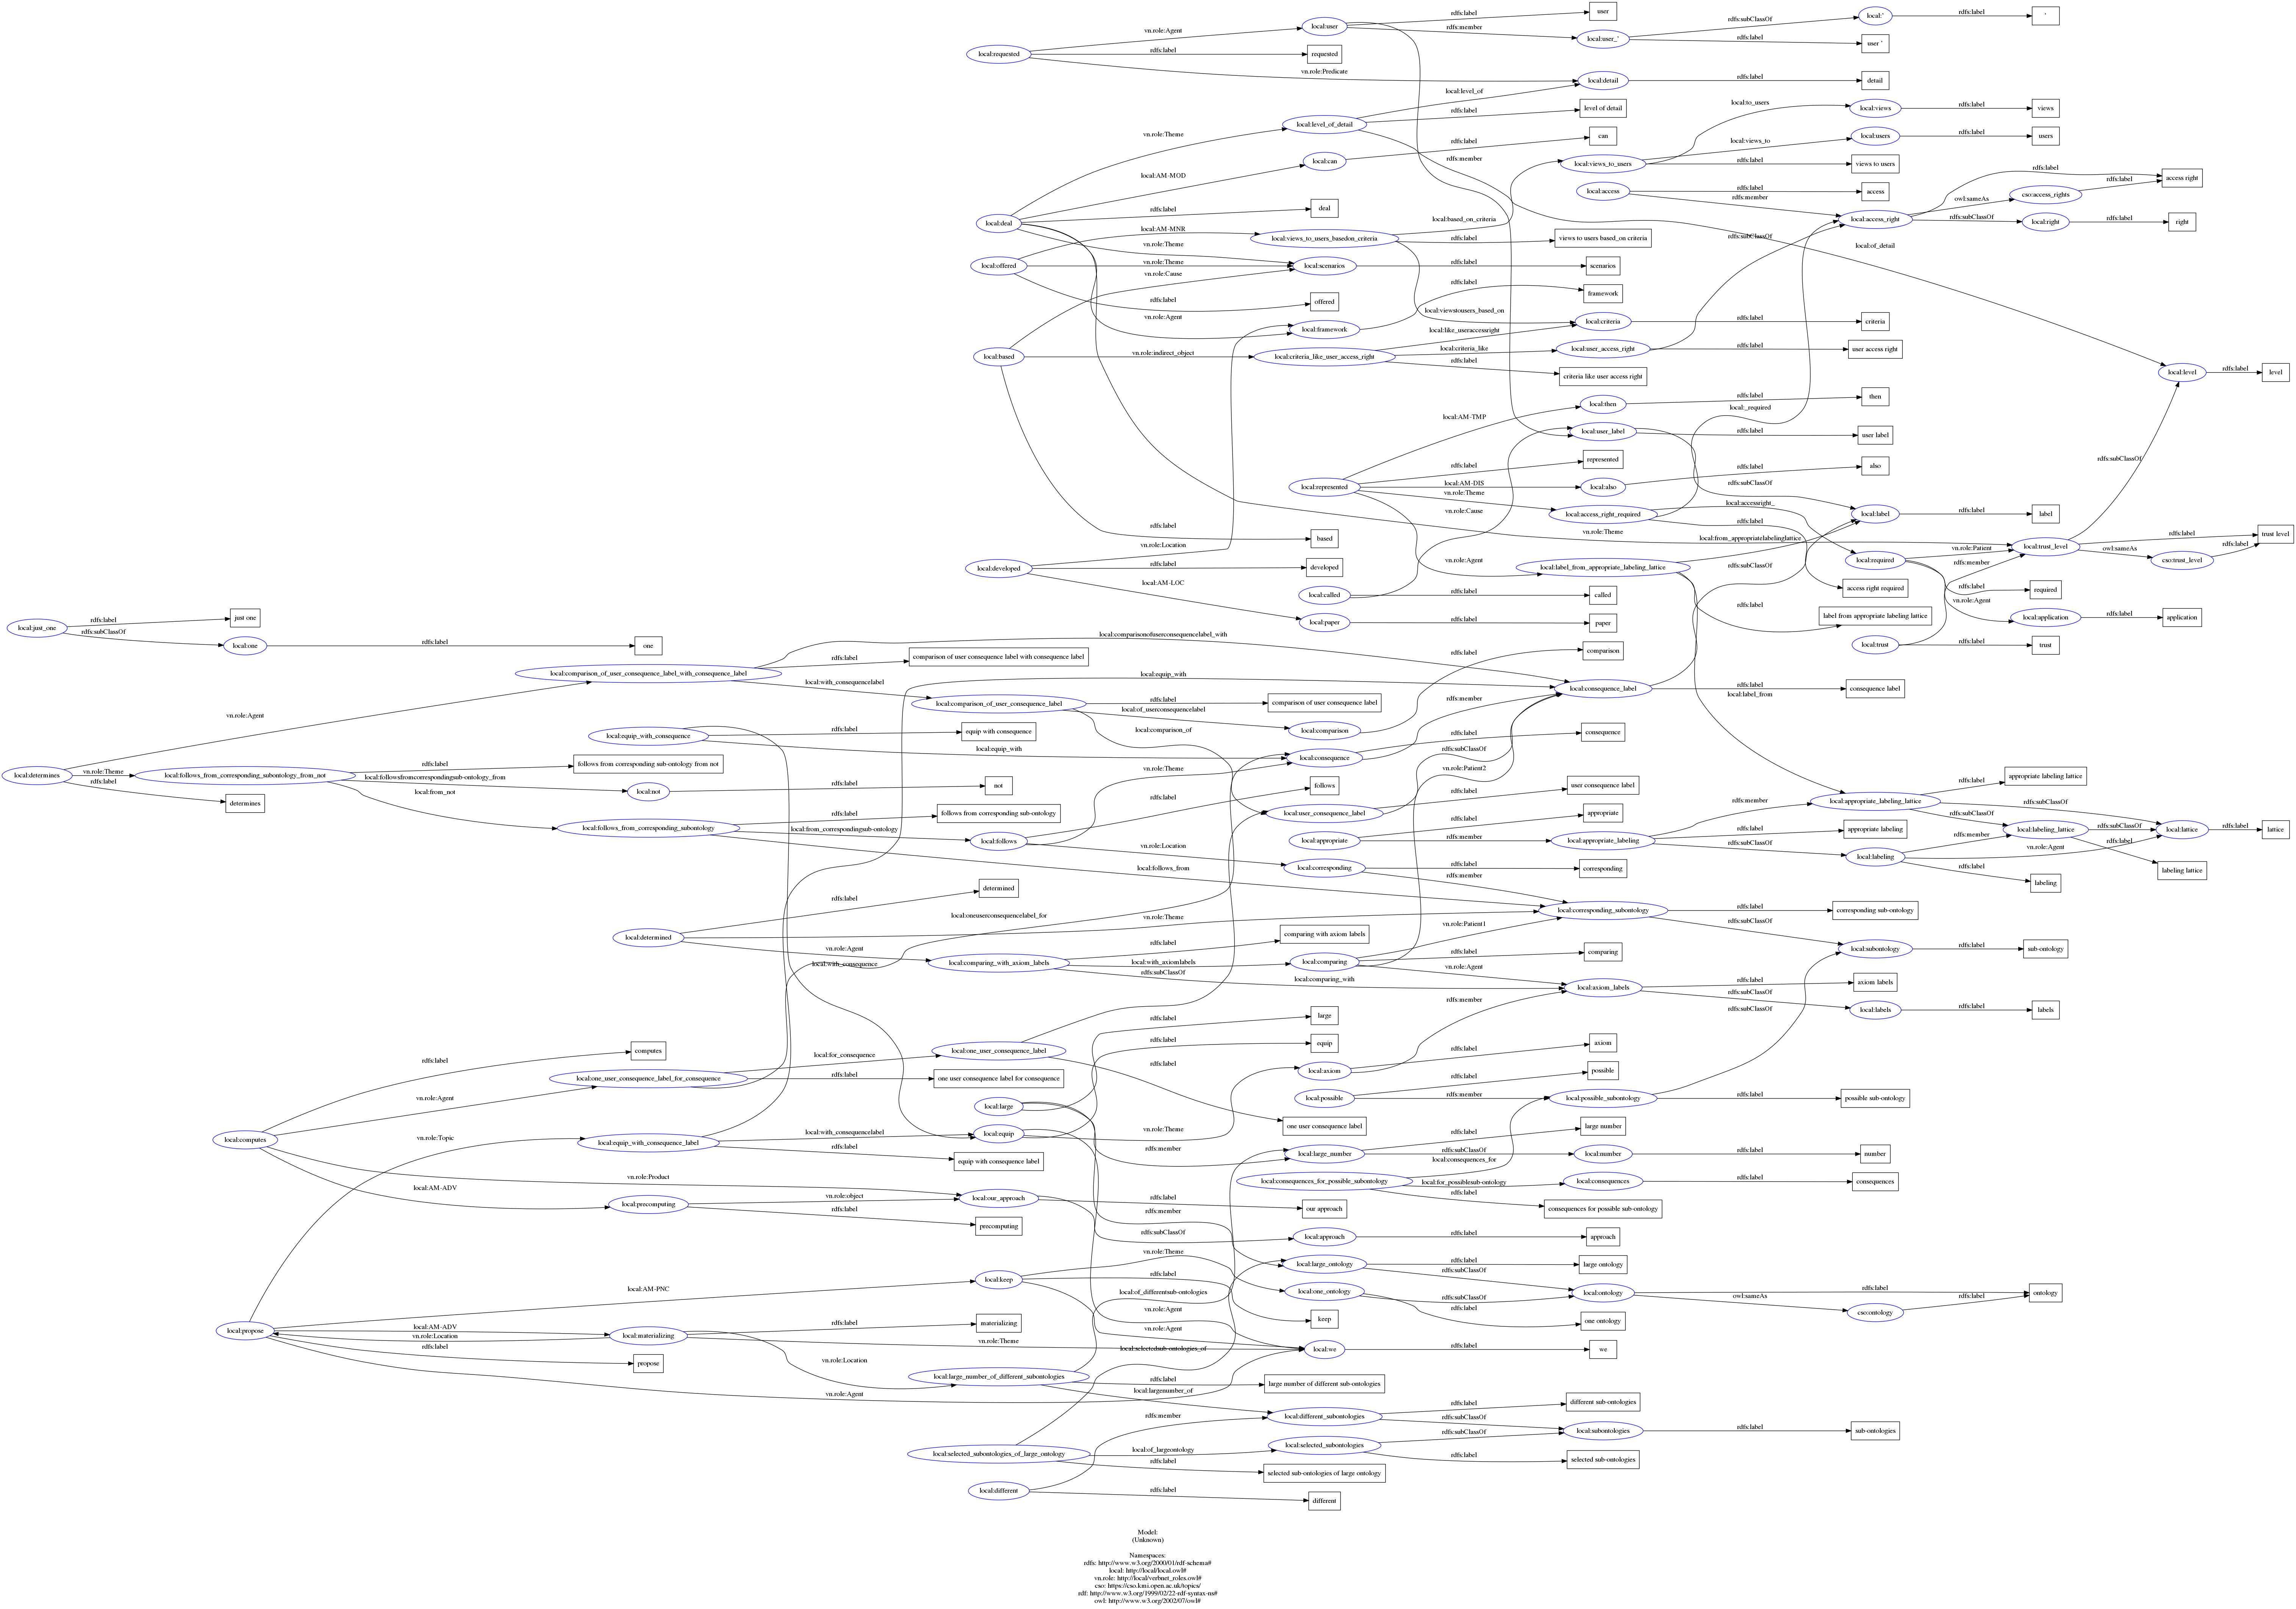 rdfs:label
user
local:user
vn.role:Agent
rdfs:member
rdfs:subClassOf
local:'
rdfs:label
'
local:user_'
rdfs:label
user '
local:requested
rdfs:label
requested
vn.role:Predicate
local:detail
rdfs:label
detail
local:level_of
local:level_of_detail
rdfs:label
level of detail
local:to_users
local:views
rdfs:label
views
vn.role:Theme
local:can
rdfs:label
can
rdfs:member
local:views_to
local:users
rdfs:label
users
local:views_to_users
rdfs:label
views to users
local:AM-MOD
local:access
rdfs:label
access
rdfs:member
rdfs:label
access right
cso:access_rights
rdfs:label
owl:sameAs
local:access_right
rdfs:subClassOf
local:right
rdfs:label
right
local:deal
rdfs:label
deal
local:based_on_criteria
local:AM-MNR
local:views_to_users_basedon_criteria
rdfs:label
views to users based_on criteria
rdfs:subClassOf
local:of_detail
vn.role:Theme
local:offered
vn.role:Theme
local:scenarios
rdfs:label
scenarios
vn.role:Cause
rdfs:label
framework
rdfs:label
offered
local:viewstousers_based_on
local:criteria
rdfs:label
criteria
vn.role:Agent
local:framework
local:like_useraccessright
local:based
vn.role:indirect_object
local:criteria_like_user_access_right
local:criteria_like
local:user_access_right
rdfs:label
user access right
rdfs:label
criteria like user access right
local:level
rdfs:label
level
local:then
rdfs:label
then
local:_required
local:AM-TMP
local:user_label
rdfs:label
user label
rdfs:label
represented
rdfs:subClassOf
local:represented
local:AM-DIS
local:also
rdfs:label
also
rdfs:subClassOf
vn.role:Theme
local:access_right_required
local:accessright_
vn.role:Cause
rdfs:label
local:label
rdfs:label
label
rdfs:label
based
vn.role:Theme
local:from_appropriatelabelinglattice
vn.role:Location
local:trust_level
rdfs:label
trust level
owl:sameAs
cso:trust_level
rdfs:label
vn.role:Patient
local:required
rdfs:member
local:developed
rdfs:label
developed
vn.role:Agent
local:label_from_appropriate_labeling_lattice
rdfs:subClassOf
local:AM-LOC
local:called
rdfs:label
called
access right required
rdfs:label
required
vn.role:Agent
rdfs:label
label from appropriate labeling lattice
local:application
rdfs:label
application
local:paper
rdfs:label
paper
local:just_one
rdfs:label
just one
rdfs:subClassOf
local:one
rdfs:label
one
local:trust
rdfs:label
trust
local:comparisonofuserconsequencelabel_with
rdfs:label
comparison of user consequence label with consequence label
rdfs:label
comparison
local:comparison_of_user_consequence_label_with_consequence_label
local:equip_with
local:consequence_label
rdfs:label
consequence label
local:label_from
local:with_consequencelabel
rdfs:member
local:comparison_of_user_consequence_label
rdfs:label
comparison of user consequence label
local:of_userconsequencelabel
vn.role:Agent
local:comparison_of
local:comparison
local:equip_with_consequence
rdfs:label
equip with consequence
local:equip_with
rdfs:label
consequence
local:consequence
rdfs:subClassOf
local:determines
vn.role:Theme
local:follows_from_corresponding_subontology_from_not
rdfs:label
follows from corresponding sub-ontology from not
local:followsfromcorrespondingsub-ontology_from
vn.role:Theme
vn.role:Patient2
rdfs:label
determines
local:not
rdfs:label
not
local:from_not
rdfs:label
follows
rdfs:label
user consequence label
appropriate labeling lattice
rdfs:label
rdfs:member
local:appropriate_labeling_lattice
rdfs:subClassOf
local:user_consequence_label
rdfs:label
follows from corresponding sub-ontology
rdfs:label
appropriate
rdfs:subClassOf
local:follows_from_corresponding_subontology
local:from_correspondingsub-ontology
local:follows
local:appropriate
rdfs:member
local:appropriate_labeling
rdfs:label
appropriate labeling
rdfs:member
local:labeling_lattice
rdfs:subClassOf
local:lattice
rdfs:label
lattice
vn.role:Location
rdfs:subClassOf
local:labeling
vn.role:Agent
rdfs:label
labeling lattice
local:follows_from
local:corresponding
rdfs:label
corresponding
rdfs:member
rdfs:label
labeling
rdfs:label
determined
local:oneuserconsequencelabel_for
vn.role:Theme
local:corresponding_subontology
rdfs:label
corresponding sub-ontology
rdfs:subClassOf
vn.role:Patient1
local:determined
vn.role:Agent
rdfs:label
comparing with axiom labels
local:subontology
rdfs:label
sub-ontology
local:with_consequence
local:comparing_with_axiom_labels
local:with_axiomlabels
local:comparing
rdfs:label
comparing
rdfs:subClassOf
local:comparing_with
vn.role:Agent
local:axiom_labels
rdfs:label
axiom labels
rdfs:subClassOf
rdfs:member
local:labels
rdfs:label
labels
rdfs:subClassOf
rdfs:label
large
rdfs:label
equip
rdfs:label
axiom
rdfs:label
computes
local:for_consequence
local:one_user_consequence_label
rdfs:label
local:axiom
rdfs:label
possible
local:one_user_consequence_label_for_consequence
rdfs:label
one user consequence label for consequence
vn.role:Agent
local:large
local:possible
rdfs:member
local:possible_subontology
rdfs:label
possible sub-ontology
one user consequence label
rdfs:label
large number
local:computes
vn.role:Topic
local:equip_with_consequence_label
local:with_consequencelabel
local:equip
vn.role:Theme
rdfs:label
equip with consequence label
rdfs:member
local:large_number
rdfs:subClassOf
local:number
rdfs:label
number
local:consequences_for
vn.role:Product
local:consequences_for_possible_subontology
local:for_possiblesub-ontology
local:consequences
rdfs:label
consequences
local:AM-ADV
local:precomputing
vn.role:object
local:our_approach
rdfs:label
our approach
rdfs:label
consequences for possible sub-ontology
rdfs:label
precomputing
rdfs:member
rdfs:subClassOf
local:approach
rdfs:label
approach
vn.role:Theme
local:large_ontology
rdfs:label
large ontology
rdfs:subClassOf
local:AM-PNC
local:keep
rdfs:label
local:of_differentsub-ontologies
local:one_ontology
rdfs:subClassOf
local:ontology
rdfs:label
ontology
owl:sameAs
cso:ontology
rdfs:label
rdfs:label
one ontology
vn.role:Agent
keep
rdfs:label
materializing
local:propose
local:AM-ADV
vn.role:Location
local:materializing
vn.role:Theme
vn.role:Agent
rdfs:label
propose
local:selectedsub-ontologies_of
local:we
rdfs:label
we
vn.role:Location
local:large_number_of_different_subontologies
rdfs:label
large number of different sub-ontologies
vn.role:Agent
local:largenumber_of
rdfs:member
local:different_subontologies
rdfs:label
different sub-ontologies
rdfs:subClassOf
local:subontologies
rdfs:label
sub-ontologies
local:selected_subontologies_of_large_ontology
local:of_largeontology
local:selected_subontologies
rdfs:subClassOf
rdfs:label
selected sub-ontologies
rdfs:label
selected sub-ontologies of large ontology
local:different
rdfs:label
different
Model:
(Unknown)
Namespaces:
rdfs: http://www.w3.org/2000/01/rdf-schema#
local: http://local/local.owl#
vn.role: http://local/verbnet_roles.owl#
cso: https://cso.kmi.open.ac.uk/topics/
rdf: http://www.w3.org/1999/02/22-rdf-syntax-ns#
owl: http://www.w3.org/2002/07/owl#